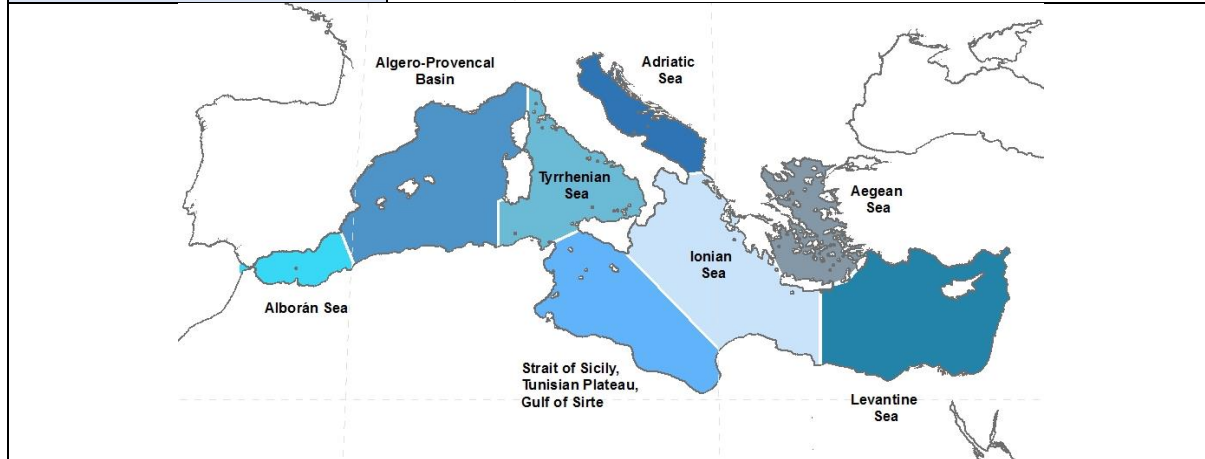 Algero-Provencal
Basin
Adriatic
Sea
Tyrrhenian
Sea
Aegean
Sea
Ionian
Sea
Alborán Sea
Strait of Sicily,
Tunisian Plateau,
Gulf of Sirte
Levantine
Sea